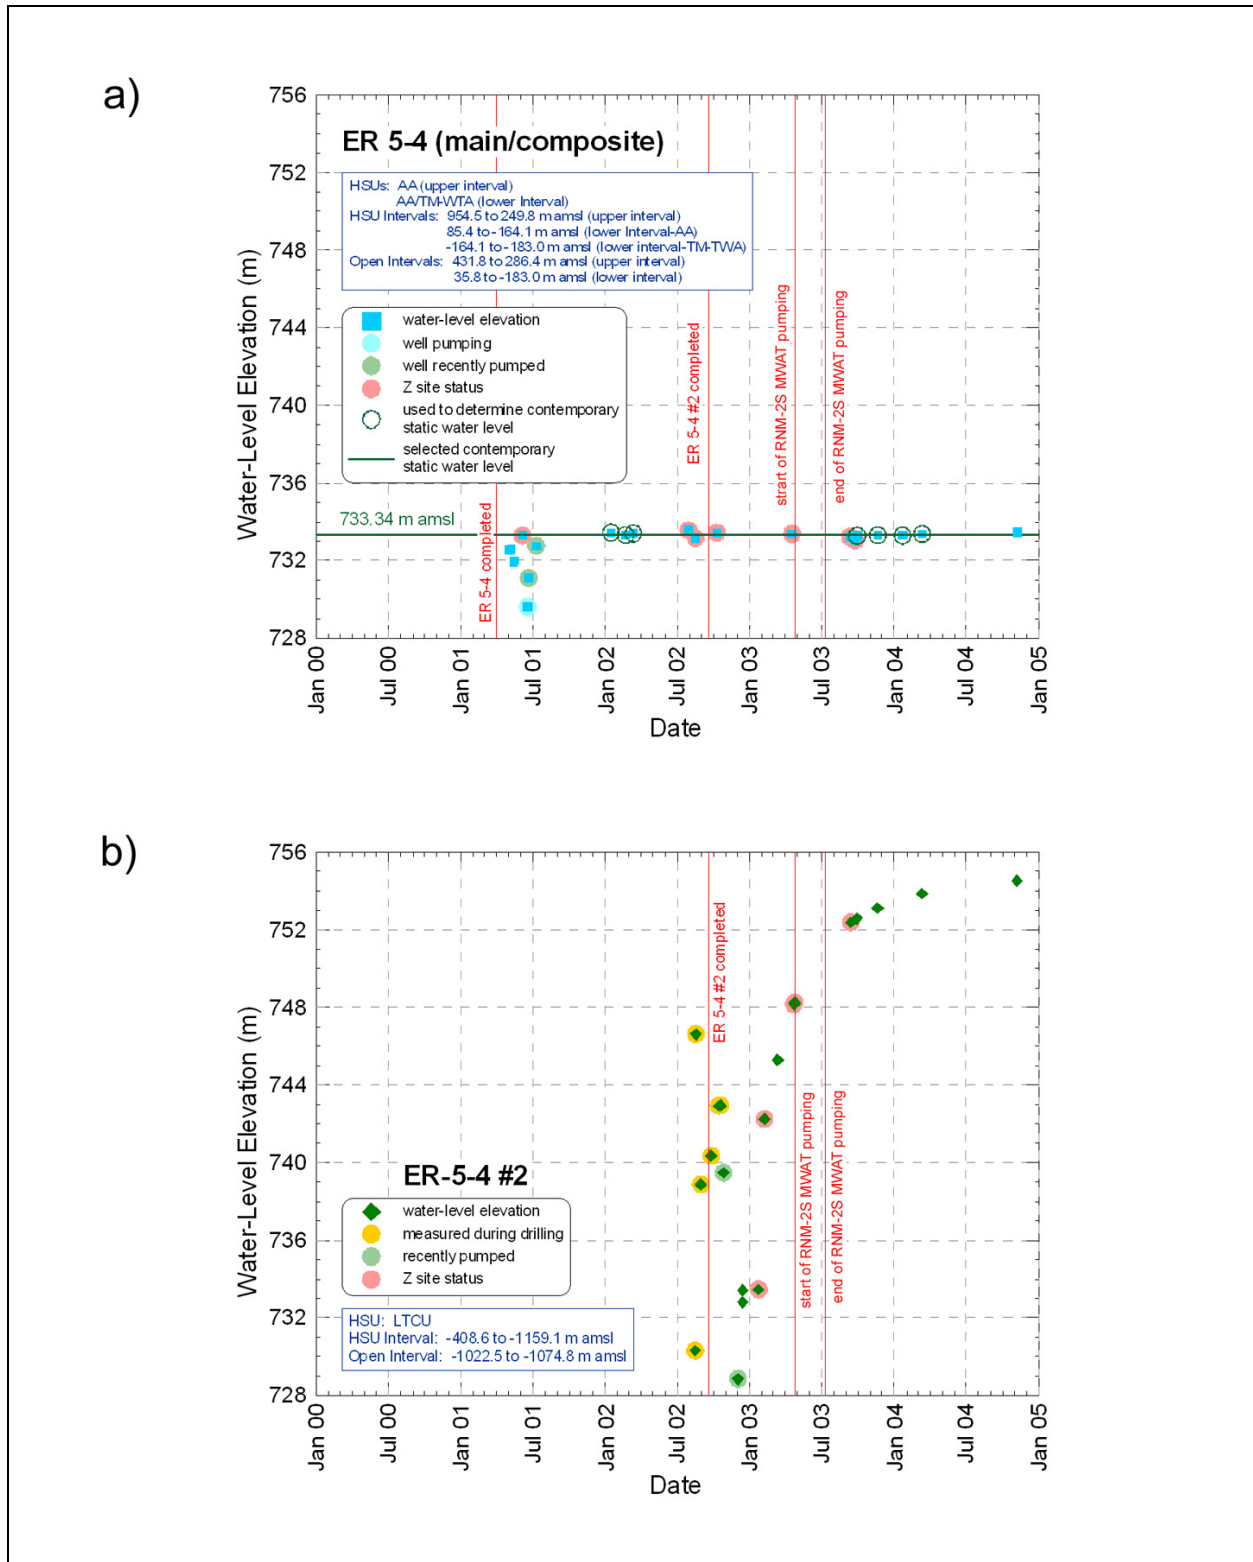 a)
756
752
748
744
740
736
732
728
Water-Level Elevation (m)
ER 5-4 (main/composite)
HSUs: AA (upper interval)
AA/TM-WTA (lower Interval)
HSU Intervals: 954.5 to 249.8 m amsl (upper interval)
85.4 to -164.1 m amsl (lower Interval-AA)
-164.1 to -183.0 m amsl (lower interval-TM-TWA)
Open Intervals: 431.8 to 286.4 m amsl (upper interval)
35.8 to -183.0 m amsl (lower interval)
water-level elevation
well pumping
well recently pumped
Z site status
used to determine contemporary
static water level
selected contemporary
static water level
733.34 m amsl
ER 5-4 completed
ER 5-4 #2 completed
strart of RNM-2S MWAT pumping
end of RNM-2S MWAT pumping
Jan 00
Jul 00
Jan 01
Jul 01
Jan 02
Jul 02
Jan 03
Jul 03
Jan 04
Jul 04
Jan 05
Date
b)
756
752
748
744
740
736
732
728
Water-Level Elevation (m)
ER 5-4 #2 completed
start of RNM-2S MWAT pumping
end of RNM-2S MWAT pumping
ER-5-4 #2
water-level elevation
measured during drilling
recently pumped
Z site status
HSU: LTCU
HSU Interval: -408.6 to -1159.1 m amsl
Open Interval: -1022.5 to -1074.8 m amsl
Jan 00
Jul 00
Jan 01
Jul 01
Jan 02
Jul 02
Jan 03
Jul 03
Jan 04
Jul 04
Jan 05
Date